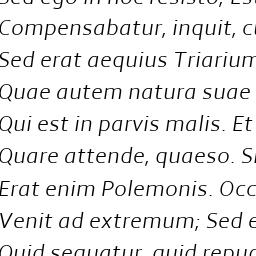 Sed ego in hoc resisto; Est
Compensabatur, inquit, cu
Sed erat aequius Triarium
Quae autem natura suae
Qui est in parvis malis. Et
Quare attende, quaeso. Si
Erat enim Polemonis. Occ
Venit ad extremum; Sed e
Quid sequatur, quid repug